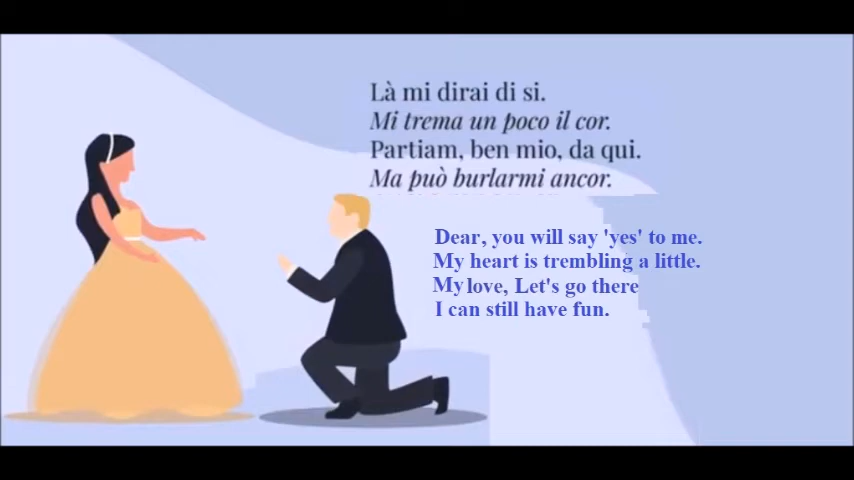 Là mi dirai di si.
Mi trema un poco il cor.
Partiam, ben mio, da qui.
Ma può burlarmi ancor.
Dear, you will say 'yes' to me.
My heart is trembling a little.
My love, Let's go there
I can still have fun.